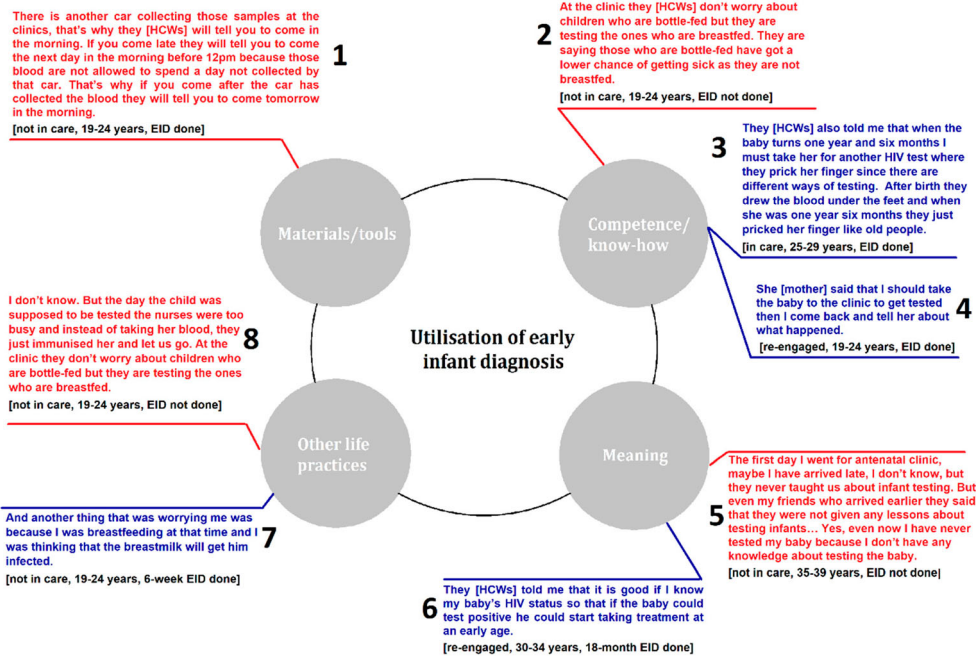 There is another car collecting those samples at the
clinics, that's why they [HCWs] will tell you to come in
the morning. If you come late they will tell you to come
the next day in the morning before 12pm because those
blood are not allowed to spend a day not collected by
that car. That's why if you come after the car has
collected the blood they will tell you to come tomorrow
in the morning.
[not in care, 19-24 years, EID done]
1
At the clinic they [HCWs] don't worry about
children who are bottle-fed but they are
testing the ones who are breastfed. They are
saying those who are bottle-fed have got a
lower chance of getting sick as they are not
breastfed.
[not in care, 19-24 years, EID not done]
2
They [HCWs] also told me that when the
baby turns one year and six months I
must take her for another HIV test where
they prick her finger since there are
different ways of testing. After birth they
drew the blood under the feet and when
she was one year six months they just
pricked her finger like old people.
[in care, 25-29 years, EID done]
3
Materials/tools
Competence/
know-how
She [mother] said that I should take
the baby to the clinic to get tested
then I come back and tell her about
what happened.
[re-engaged, 19-24 years, EID done]
4
I don't know. But the day the child was
supposed to be tested the nurses were too
busy and instead of taking her blood, they
just immunised her and let us go. At the
clinic they don't worry about children who
are bottle-fed but they are testing the ones
who are breastfed.
[not in care, 19-24 years, EID not done]
8
Utilisation of early
infant diagnosis
Other life
practices
Meaning
The first day I went for antenatal clinic,
maybe I have arrived late, I don't know, but
they never taught us about infant testing. But
even my friends who arrived earlier they said
that they were not given any lessons about
testing infants... Yes, even now I have never
tested my baby because I don't have any
knowledge about testing the baby.
[not in care, 35-39 years, EID not done|
5
And another thing that was worrying me was
because I was breastfeeding at that time and I
was thinking that the breastmilk will get him
infected.
[not in care, 19-24 years, 6-week EID done]
7
They [HCWs] told me that it is good if I know
my baby's HIV status so that if the baby could
test positive he could start taking treatment at
an early age.
[re-engaged, 30-34 years, 18-month EID done]
6